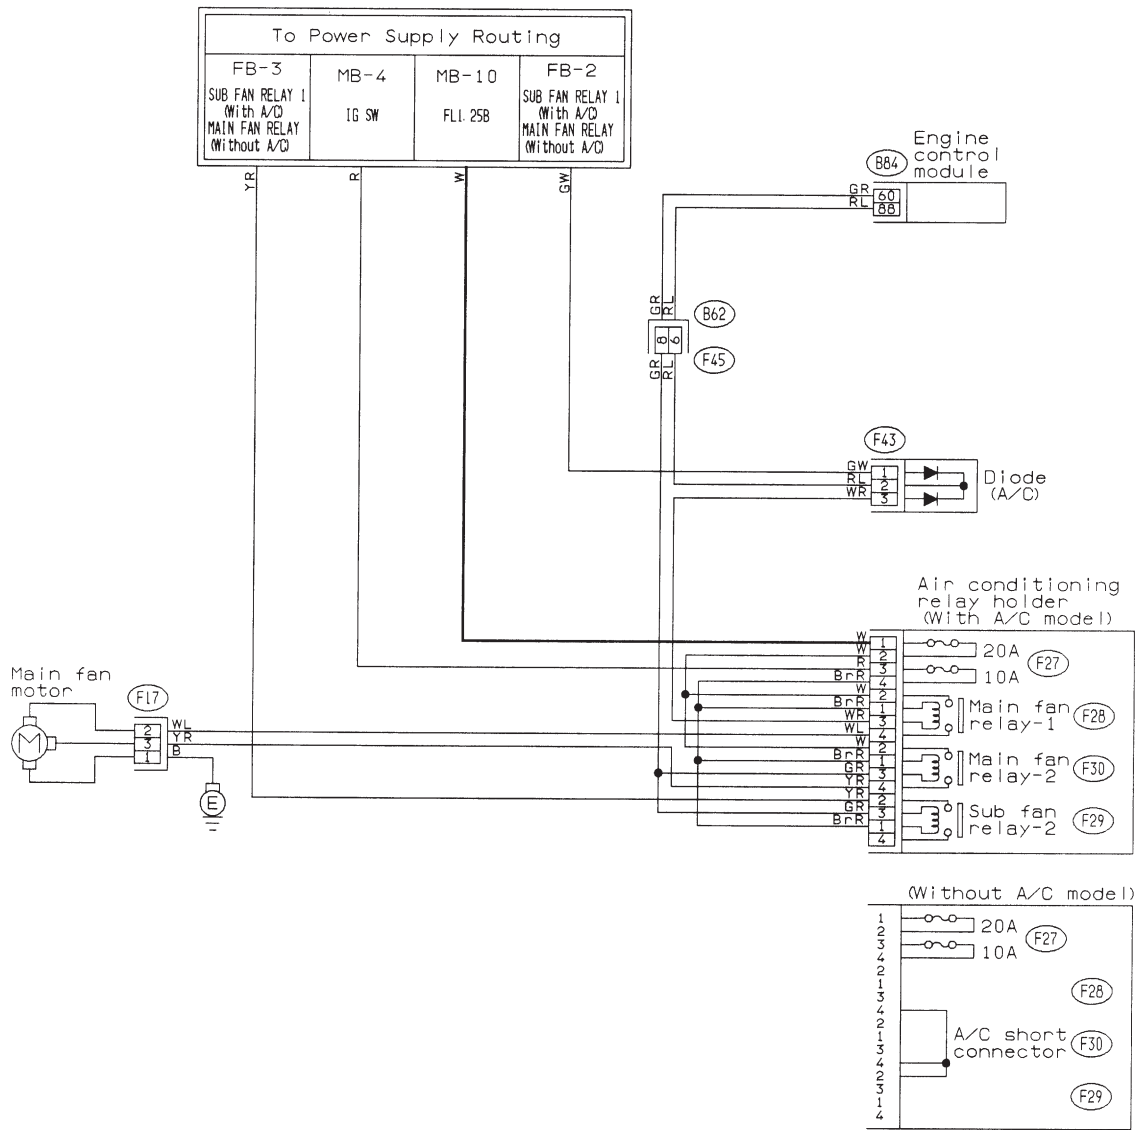 To Power Supply Routing
FB-3
SUB FAN RELAY 1
(With A/C)
MAIN FAN RELAY
(Without A/C)
MB-4
IG SW
MB-10
FL1. 25B
FB-2
SUB FAN RELAY 1
(With A/C)
MAIN FAN RELAY
(Without A/C)
YR
R
W
GW
B84
Engine
control
module
GR
60
RL
88
GR
RL
B62
8
6
F45
GR
RL
F43
GW
1
RL
2
WR
3
Diode
(A/C)
Air conditioning
relay holder
(With A/C model)
W
1
W
2
R
3
BrR
4
20A
10A
F27
W
2
BrR
1
WR
3
WL
4
Main fan
relay-1
F28
W
2
BrR
1
GR
3
YR
4
Main fan
relay-2
F30
YR
2
GR
3
BrR
1
4
Sub fan
relay-2
F29
Main fan
motor
M
F17
2
WL
3
YR
1
B
E
(Without A/C model)
1
2
3
4
20A
10A
F27
2
1
3
4
F28
2
1
3
4
A/C short
connector
F30
2
3
1
4
F29